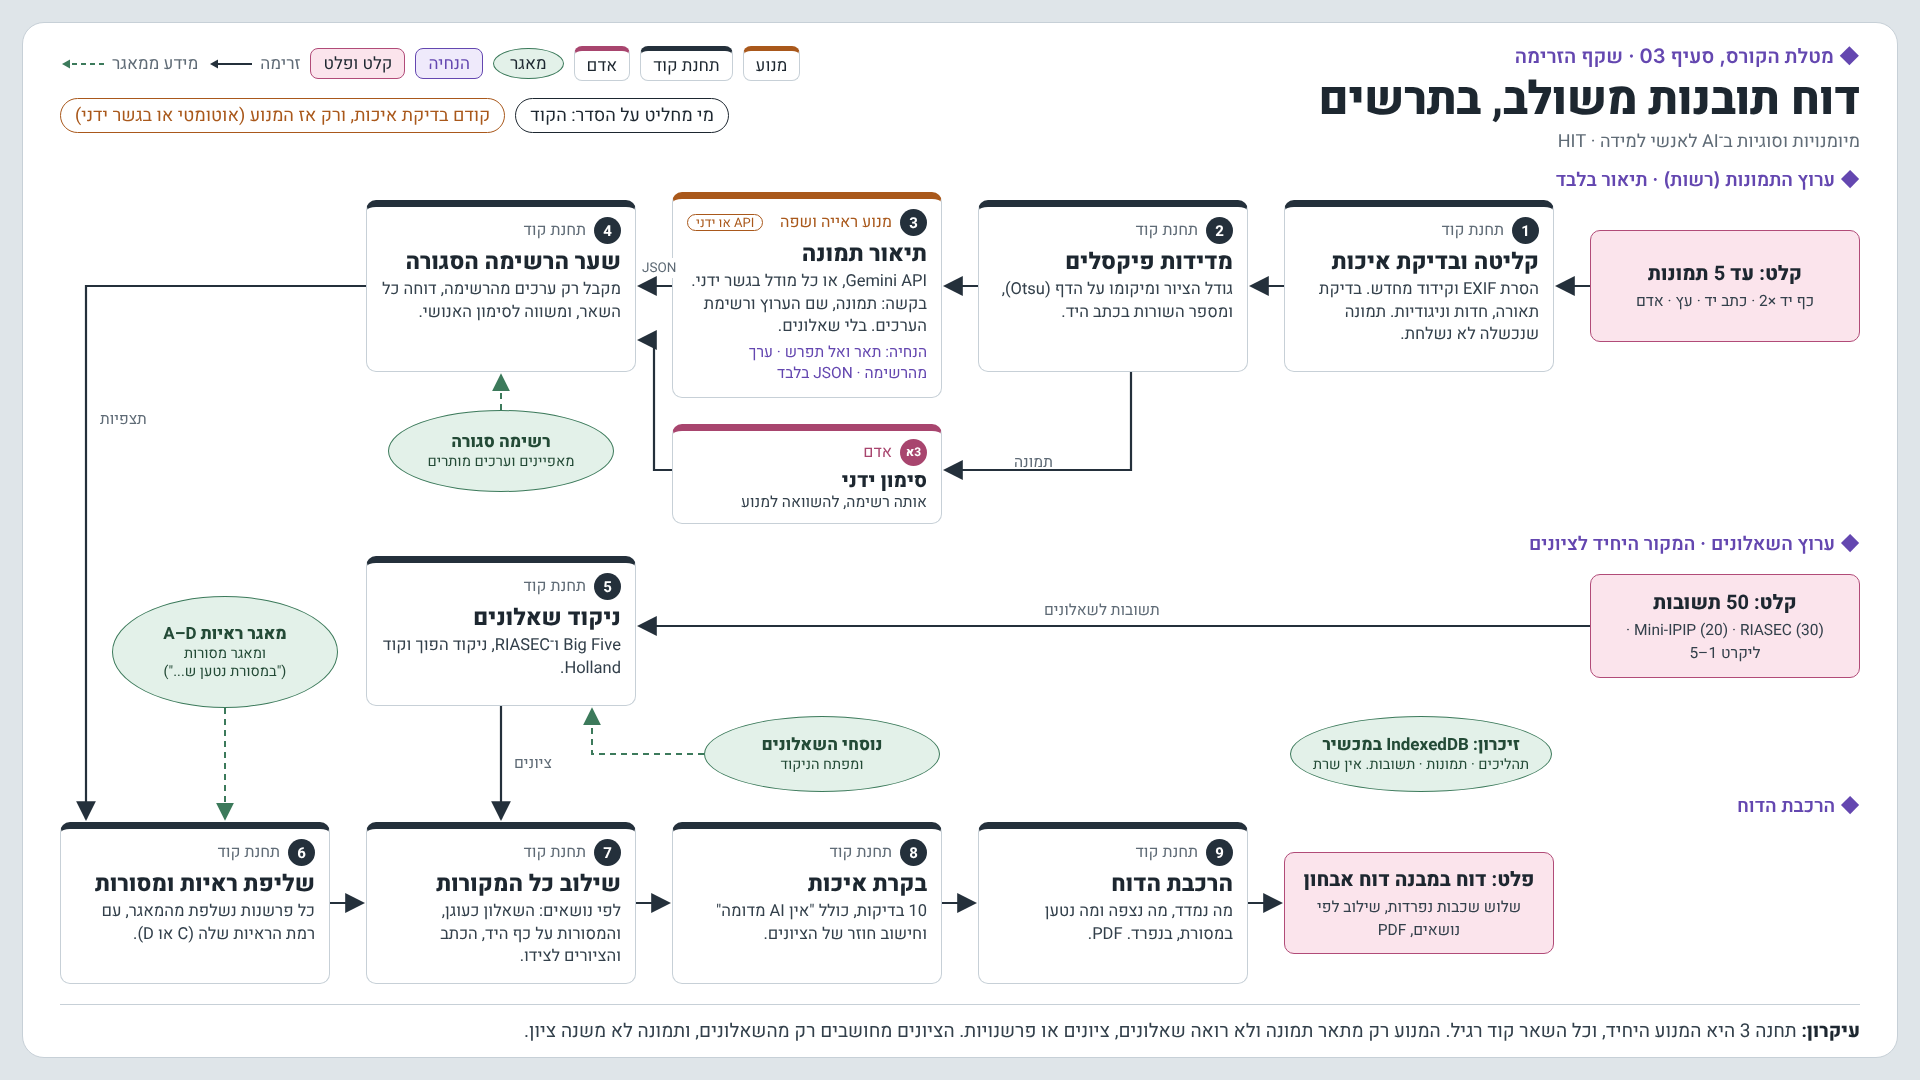 מטלת הקורס, סעיף 03 · שקף הזרימה
דוח תובנות משולב, בתרשים
מיומנויות וסוגיות ב־AI לאנשי למידה · HIT
מנוע
תחנת קוד
אדם
מאגר
הנחיה
קלט ופלט
זרימה
מידע ממאגר
מי מחליט על הסדר: הקוד
קודם בדיקת איכות, ורק אז המנוע (אוטומטי או בגשר ידני)
ערוץ התמונות (רשות) · תיאור בלבד
קלט: עד 5 תמונות
כף יד ×2 · כתב יד · עץ · אדם
1 תחנת קוד
קליטה ובדיקת איכות
הסרת EXIF וקידוד מחדש. בדיקת
תאורה, חדות וניגודיות. תמונה
שנכשלה לא נשלחת.
2 תחנת קוד
מדידות פיקסלים
גודל הציור ומיקומו על הדף (Otsu),
ומספר השורות בכתב היד.
3 מנוע ראייה ושפה
API או ידני
תיאור תמונה
Gemini API, או כל מודל בגשר ידני.
בקשה: תמונה, שם הערוץ ורשימת
הערכים. בלי שאלונים.
הנחיה: תאר ואל תפרש · ערך
מהרשימה · JSON בלבד
JSON
4 תחנת קוד
שער הרשימה הסגורה
מקבל רק ערכים מהרשימה, דוחה כל
השאר, ומשווה לסימון האנושי.
תמונה
3א אדם
סימון ידני
אותה רשימה, להשוואה למנוע
רשימה סגורה
מאפיינים וערכים מותרים
תצפיות
ערוץ השאלונים · המקור היחיד לציונים
קלט: 50 תשובות
Mini-IPIP (20) · RIASEC (30) ·
ליקרט 1–5
תשובות לשאלונים
5 תחנת קוד
ניקוד שאלונים
Big Five ו־RIASEC, ניקוד הפוך וקוד
Holland.
מאגר ראיות A–D
ומאגר מסורות
("במסורת נטען ש...")
זיכרון: IndexedDB במכשיר
תהליכים · תמונות · תשובות. אין שרת
נוסחי השאלונים
ומפתח הניקוד
ציונים
הרכבת הדוח
6 תחנת קוד
שליפת ראיות ומסורות
כל פרשנות נשלפת מהמאגר, עם
רמת הראיות שלה (C או D).
7 תחנת קוד
שילוב כל המקורות
לפי נושאים: השאלון כעוגן,
והמסורות על כף היד, הכתב
והציורים לצידו.
8 תחנת קוד
בקרת איכות
10 בדיקות, כולל "אין AI מדומה"
וחישוב חוזר של הציונים.
9 תחנת קוד
הרכבת הדוח
מה נמדד, מה נצפה ומה נטען
במסורת, בנפרד. PDF.
פלט: דוח במבנה דוח אבחון
שלוש שכבות נפרדות, שילוב לפי
נושאים, PDF
עיקרון: תחנה 3 היא המנוע היחיד, וכל השאר קוד רגיל. המנוע רק מתאר תמונה ולא רואה שאלונים, ציונים או פרשנויות. הציונים מחושבים רק מהשאלונים, ותמונה לא משנה ציון.